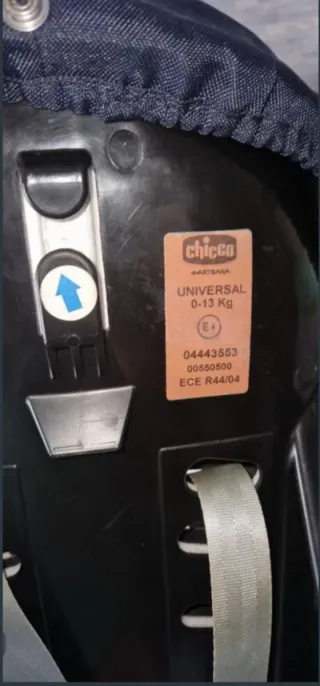 chicco
ARTSANA
UNIVERSAL
0-13 Kg
E4
04443553
00550500
ECE R44/04